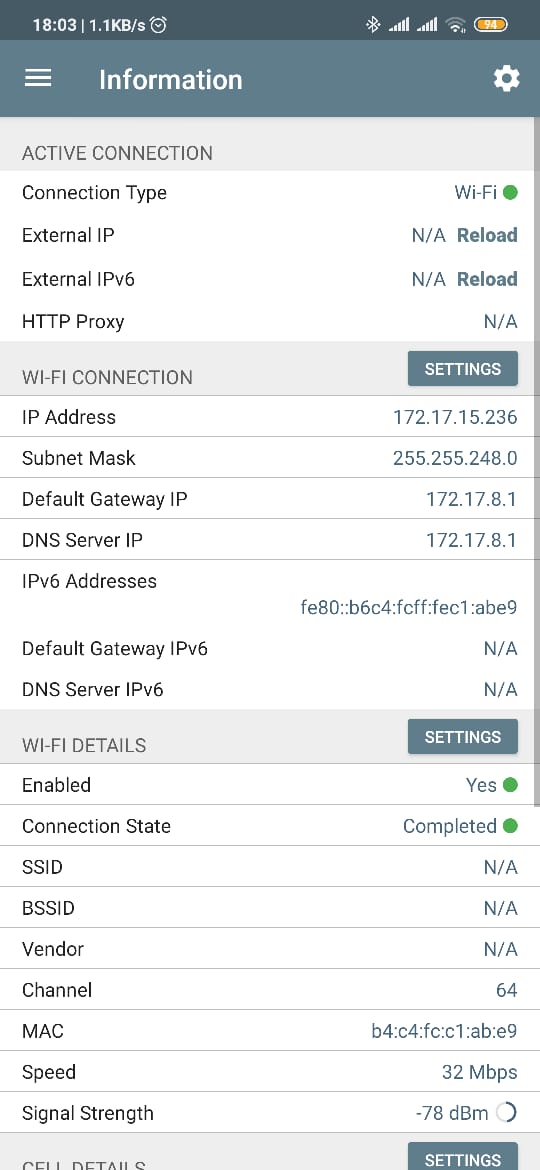 18:03 | 1.1KB/s
94
Information
ACTIVE CONNECTION
Connection Type Wi-Fi
External IP N/A Reload
External IPv6 N/A Reload
HTTP Proxy N/A
WI-FI CONNECTION SETTINGS
IP Address 172.17.15.236
Subnet Mask 255.255.248.0
Default Gateway IP 172.17.8.1
DNS Server IP 172.17.8.1
IPv6 Addresses
fe80::b6c4:fcff:fec1:abe9
Default Gateway IPv6 N/A
DNS Server IPv6 N/A
WI-FI DETAILS SETTINGS
Enabled Yes
Connection State Completed
SSID N/A
BSSID N/A
Vendor N/A
Channel 64
MAC b4:c4:fc:c1:ab:e9
Speed 32 Mbps
Signal Strength -78 dBm
CELL DETAILS SETTINGS